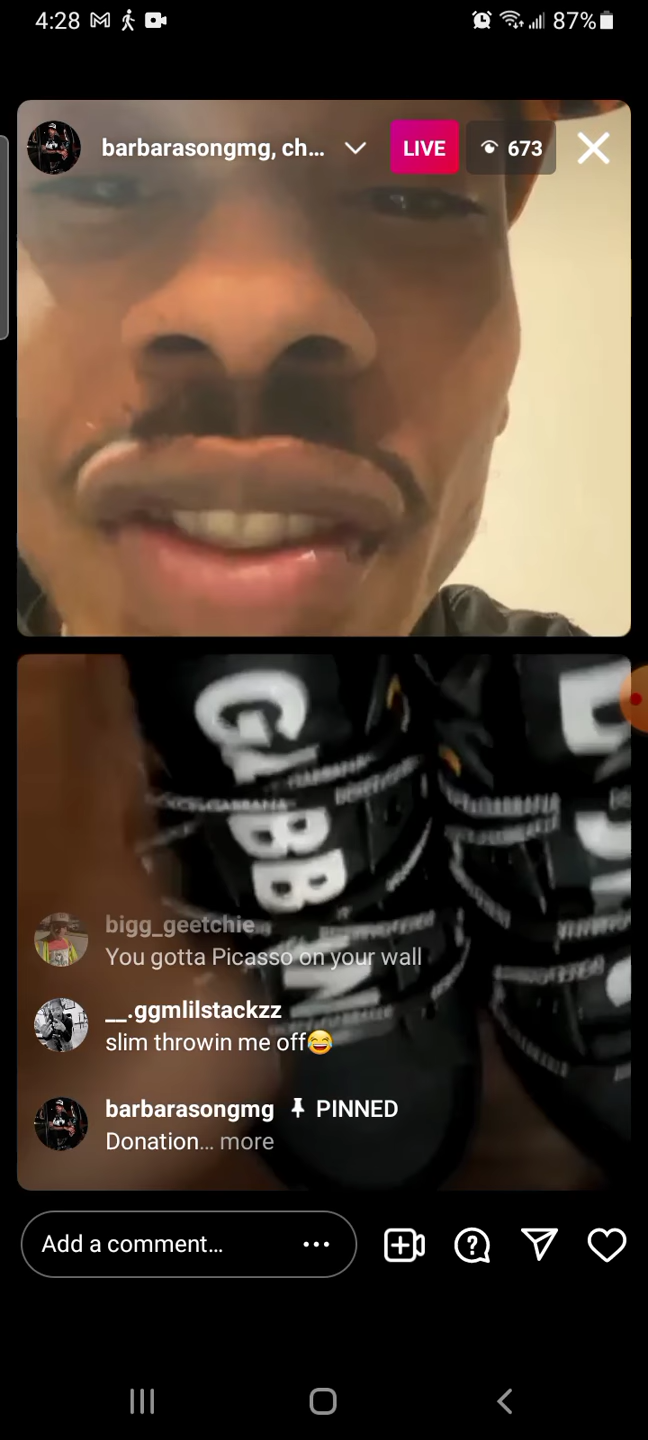 4:28
87%
barbarasongmg, ch...
LIVE
673
GABBANA
bigg_geetchie
You gotta Picasso on your wall
__.ggmlilstackzz
slim throwin me off😂
barbarasongmg PINNED
Donation... more
Add a comment...